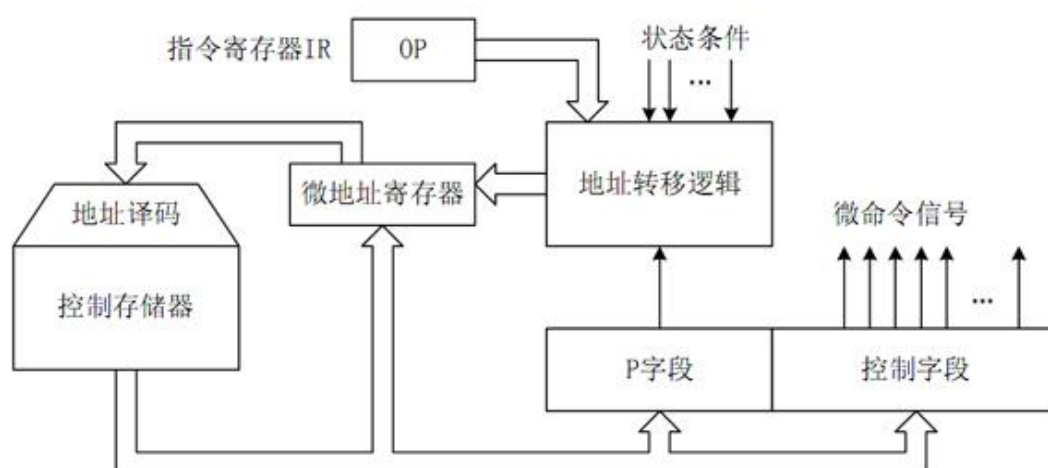 指令寄存器IR
OP
状态条件
...
微地址寄存器
地址转移逻辑
地址译码
控制存储器
微命令信号
...
P字段
控制字段